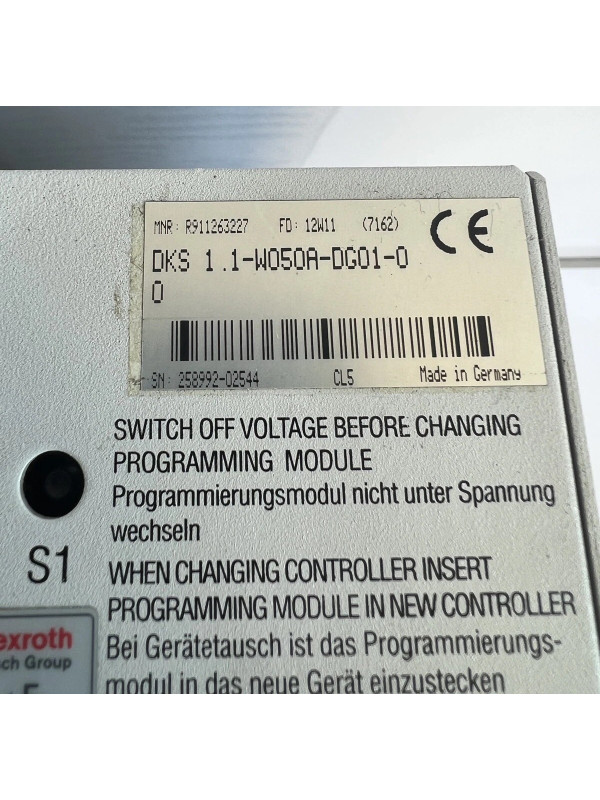 MNR: R911263227 FD: 12W11 (7162)
CE
DKS 1.1-W050A-DG01-0
0
SN: 258992-02544 CL5 Made in Germany
SWITCH OFF VOLTAGE BEFORE CHANGING
PROGRAMMING MODULE
Programmierungsmodul nicht unter Spannung
wechseln
S1
WHEN CHANGING CONTROLLER INSERT
PROGRAMMING MODULE IN NEW CONTROLLER
Bei Gerätetausch ist das Programmierungs-
modul in das neue Gerät einzustecken
exroth
ch Group